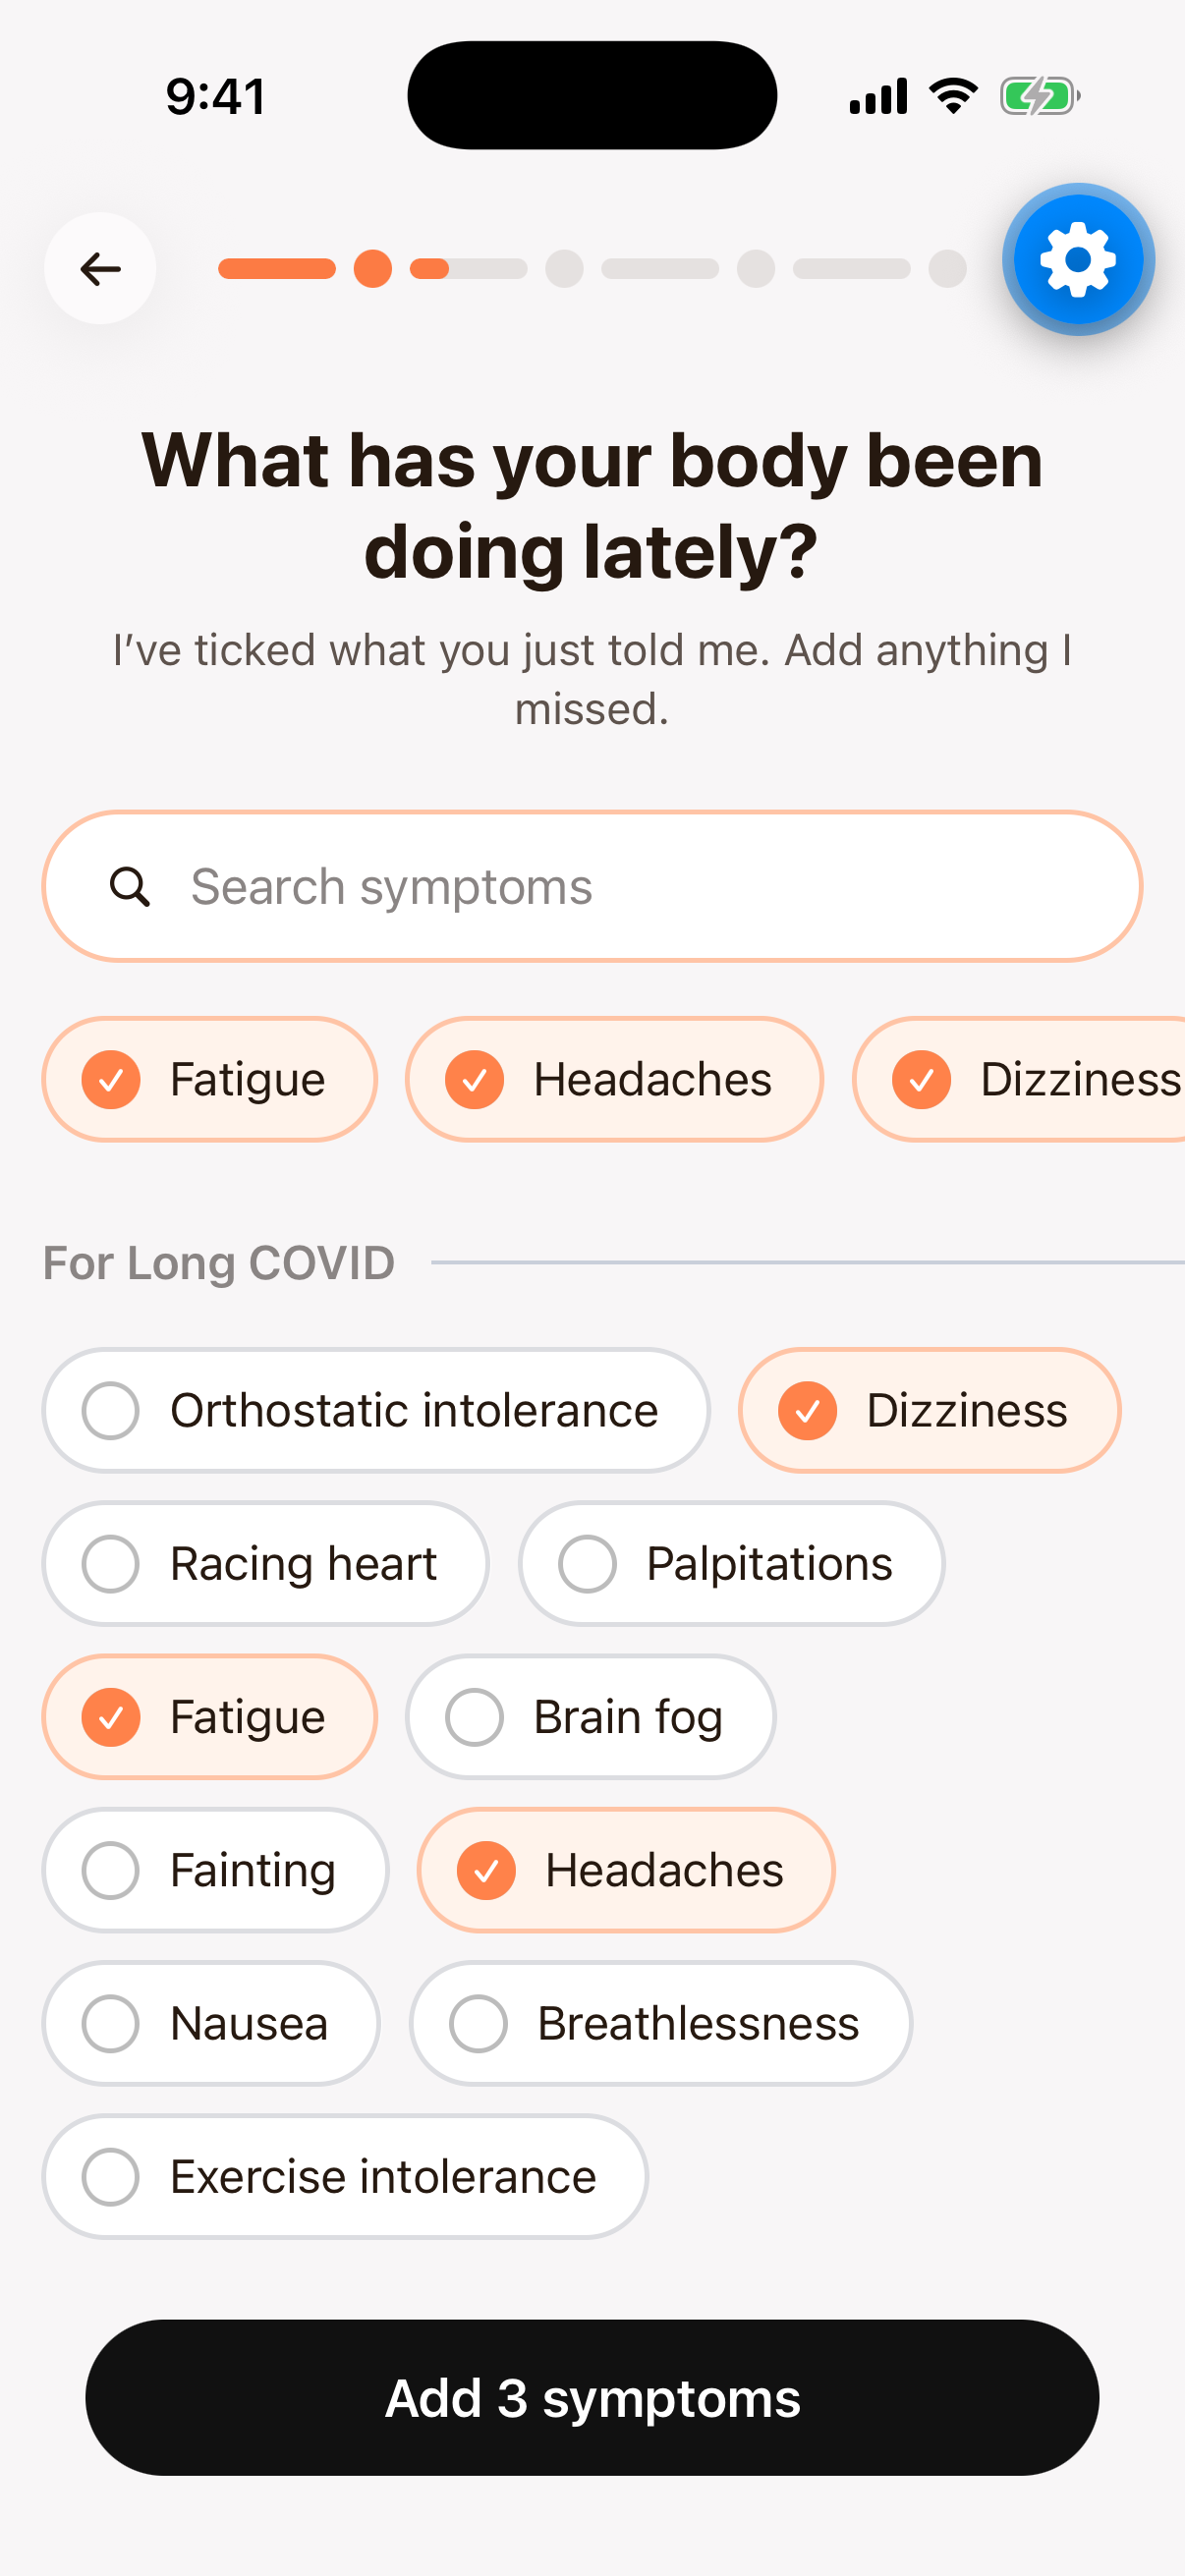 9:41
What has your body been
doing lately?
I’ve ticked what you just told me. Add anything I
missed.
Search symptoms
Fatigue
Headaches
Dizziness
For Long COVID
Orthostatic intolerance
Dizziness
Racing heart
Palpitations
Fatigue
Brain fog
Fainting
Headaches
Nausea
Breathlessness
Exercise intolerance
Add 3 symptoms